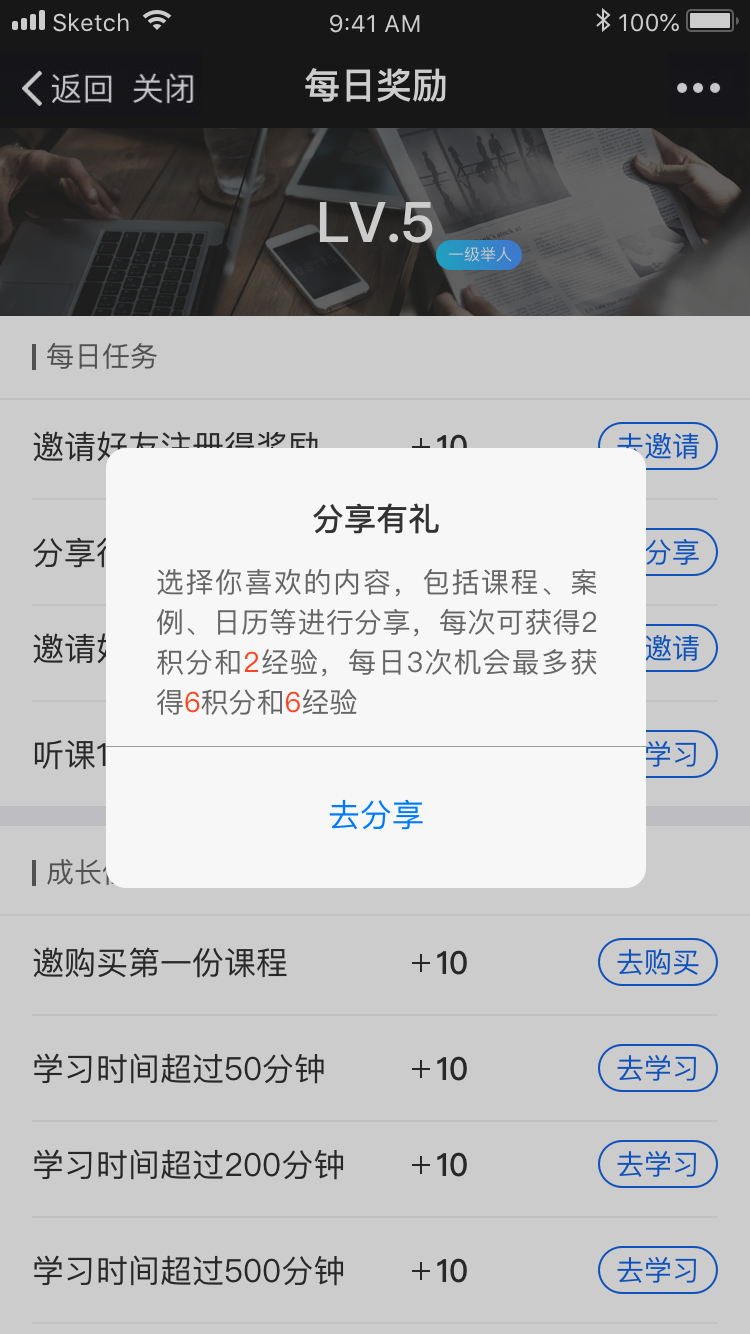 Sketch 9:41 AM 100%
返回 关闭 每日奖励
LV.5
一级举人
每日任务
邀请好友注册得奖励 +10 去邀请
分享得 分享
邀请好 邀请
听课1 学习
分享有礼
选择你喜欢的内容，包括课程、案
例、日历等进行分享，每次可获得2
积分和2经验，每日3次机会最多获
得6积分和6经验
去分享
成长任
邀购买第一份课程 +10 去购买
学习时间超过50分钟 +10 去学习
学习时间超过200分钟 +10 去学习
学习时间超过500分钟 +10 去学习